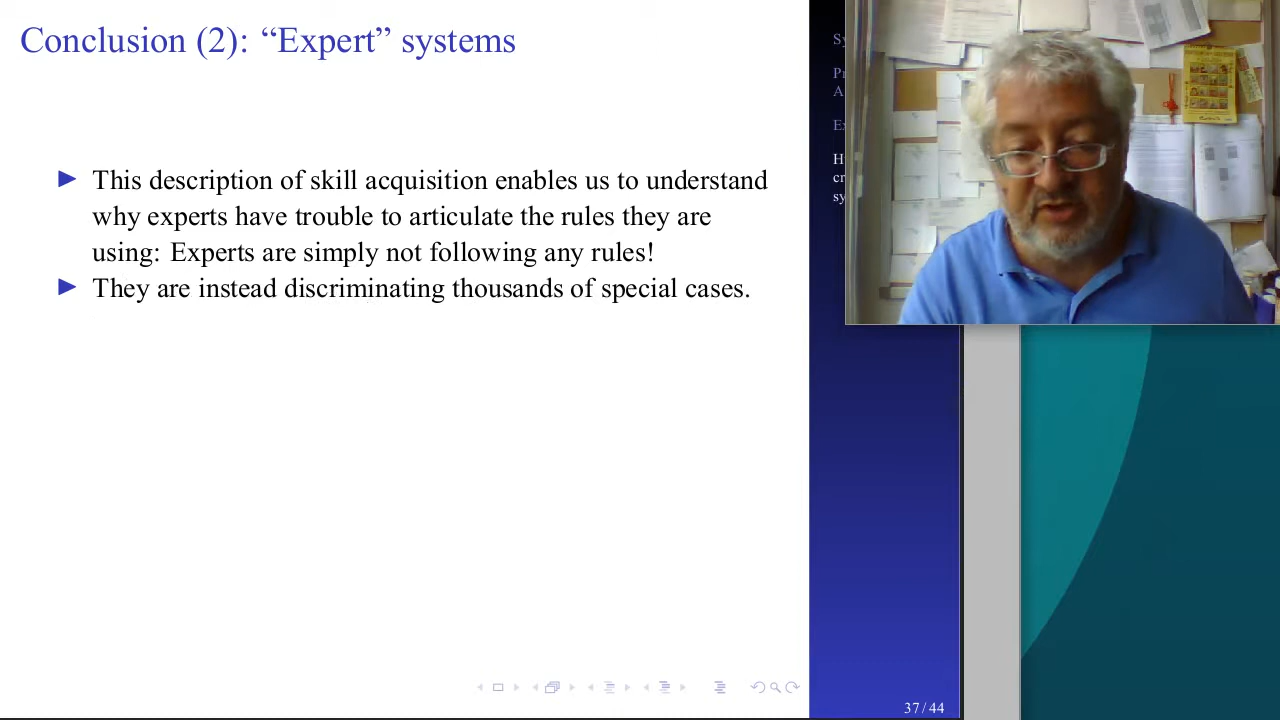 Conclusion (2): “Expert” systems
▶ This description of skill acquisition enables us to understand
why experts have trouble to articulate the rules they are
using: Experts are simply not following any rules!
▶ They are instead discriminating thousands of special cases.
37 / 44